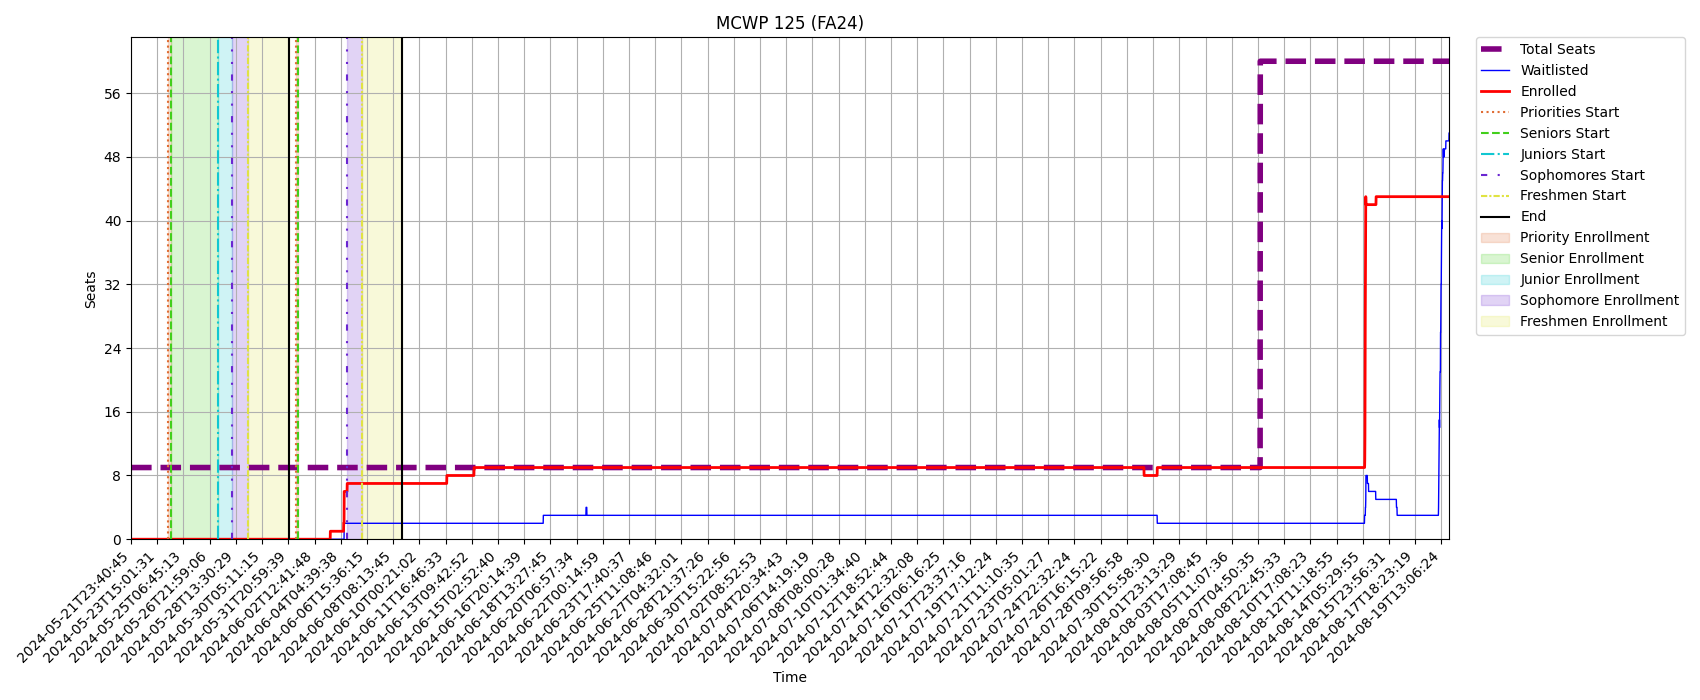 MCWP 125 (FA24)
Total Seats
Waitlisted
Enrolled
Priorities Start
Seniors Start
Juniors Start
Sophomores Start
Freshmen Start
End
Priority Enrollment
Senior Enrollment
Junior Enrollment
Sophomore Enrollment
Freshmen Enrollment
Seats
56
48
40
32
24
16
8
0
2024-05-21T23:40:45
2024-05-23T15:01:31
2024-05-25T06:45:13
2024-05-26T21:59:06
2024-05-28T13:30:29
2024-05-30T05:11:15
2024-05-31T20:59:39
2024-06-02T12:41:48
2024-06-04T04:39:38
2024-06-06T15:36:15
2024-06-08T08:13:45
2024-06-10T00:21:02
2024-06-11T16:46:33
2024-06-13T09:42:52
2024-06-15T02:52:40
2024-06-16T20:14:39
2024-06-18T13:27:45
2024-06-20T06:57:34
2024-06-22T00:14:59
2024-06-23T17:40:37
2024-06-25T11:08:46
2024-06-27T04:32:01
2024-06-28T21:37:26
2024-06-30T15:22:56
2024-07-02T08:52:53
2024-07-04T20:34:43
2024-07-06T14:19:19
2024-07-08T08:00:28
2024-07-10T01:34:40
2024-07-12T18:52:44
2024-07-14T12:32:08
2024-07-16T06:16:25
2024-07-17T23:37:16
2024-07-19T17:12:24
2024-07-21T11:10:35
2024-07-23T05:01:27
2024-07-24T22:32:24
2024-07-26T16:15:22
2024-07-28T09:56:58
2024-07-30T15:58:30
2024-08-01T23:13:29
2024-08-03T17:08:45
2024-08-05T11:07:36
2024-08-07T04:50:35
2024-08-08T22:45:33
2024-08-10T17:08:23
2024-08-12T11:18:55
2024-08-14T05:29:55
2024-08-15T23:56:31
2024-08-17T18:23:19
2024-08-19T13:06:24
Time